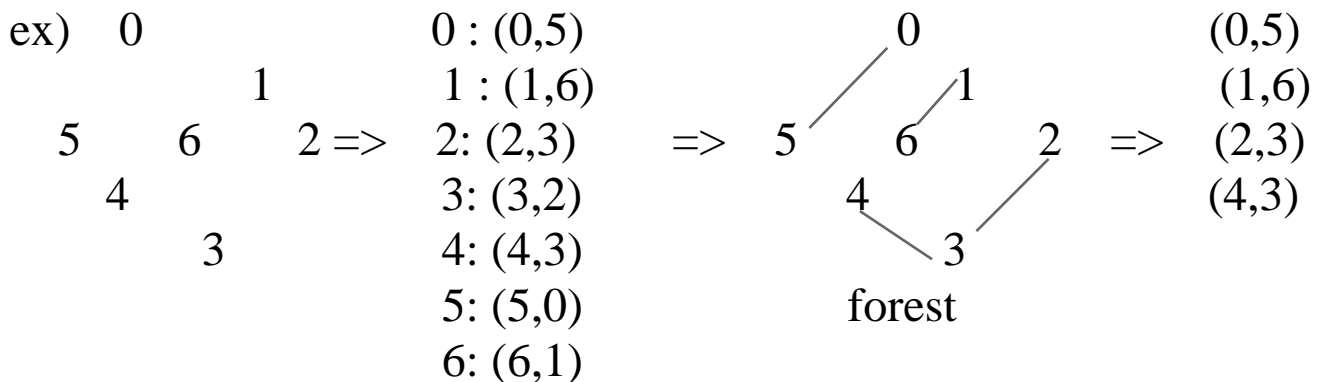 ex) 0 0 : (0,5) 0 (0,5)
1 1 : (1,6) 1 (1,6)
5 6 2 => 2: (2,3) => 5 6 2 => (2,3)
4 3: (3,2) 4 (4,3)
3 4: (4,3) 3
5: (5,0) forest
6: (6,1)